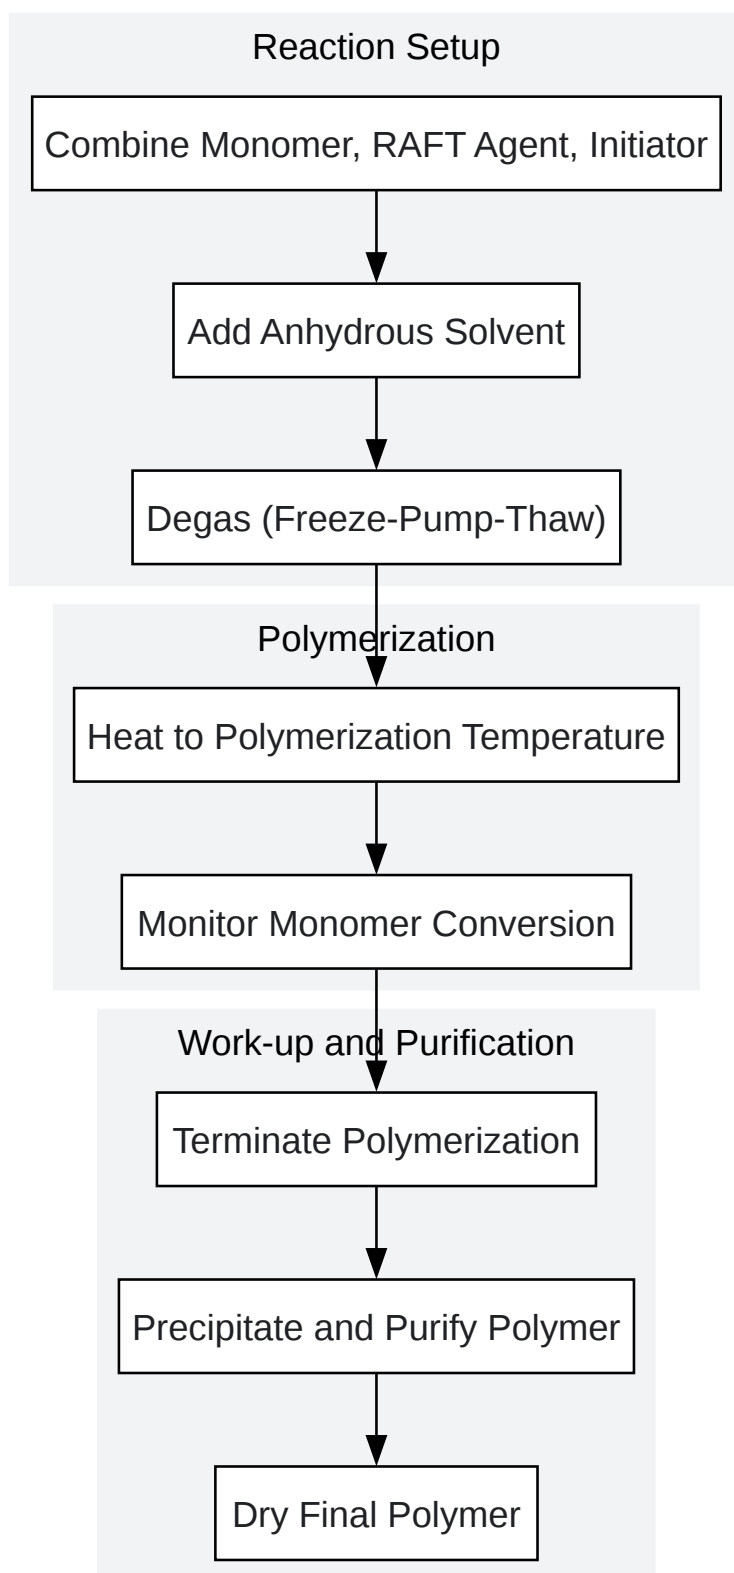 Reaction Setup
Combine Monomer, RAFT Agent, Initiator
Add Anhydrous Solvent
Degas (Freeze-Pump-Thaw)
Polymerization
Heat to Polymerization Temperature
Monitor Monomer Conversion
Work-up and Purification
Terminate Polymerization
Precipitate and Purify Polymer
Dry Final Polymer